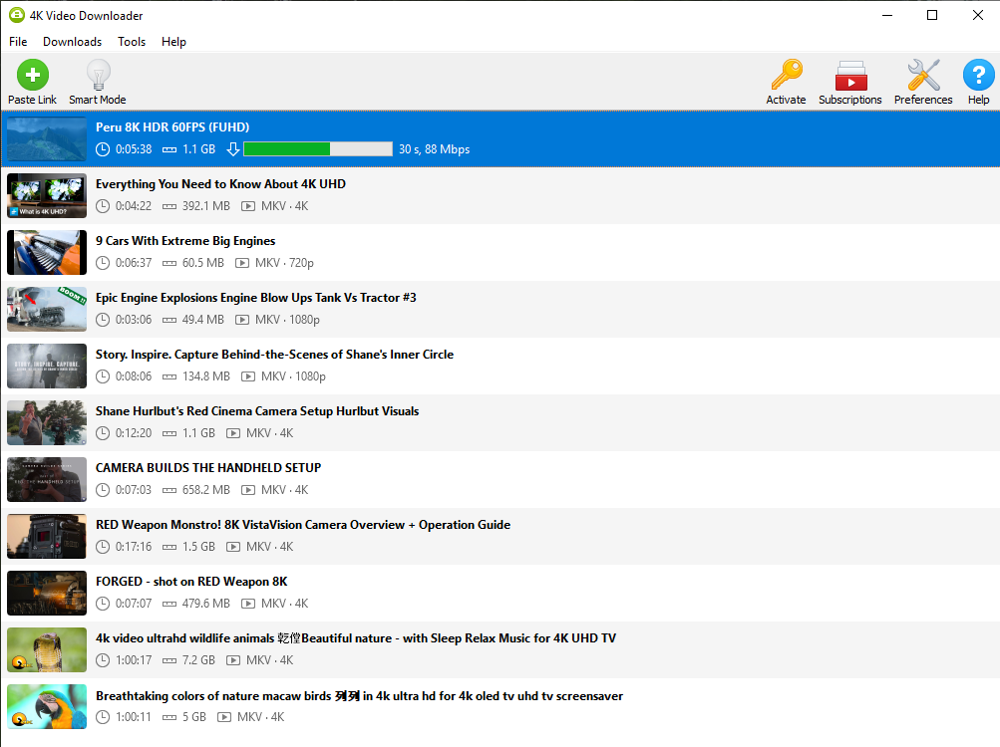 4K Video Downloader
File Downloads Tools Help
Paste Link Smart Mode Activate Subscriptions Preferences Help
Peru 8K HDR 60FPS (FUHD)
0:05:38 1.1 GB 30 s, 88 Mbps
Everything You Need to Know About 4K UHD
What is 4K UHD?
0:04:22 392.1 MB MKV · 4K
9 Cars With Extreme Big Engines
0:06:37 60.5 MB MKV · 720p
BOOM!!
Epic Engine Explosions Engine Blow Ups Tank Vs Tractor #3
0:03:06 49.4 MB MKV · 1080p
Story. Inspire. Capture Behind-the-Scenes of Shane's Inner Circle
STORY. INSPIRE. CAPTURE.
0:08:06 134.8 MB MKV · 1080p
Shane Hurlbut's Red Cinema Camera Setup Hurlbut Visuals
0:12:20 1.1 GB MKV · 4K
CAMERA BUILDS THE HANDHELD SETUP
0:07:03 658.2 MB MKV · 4K
RED Weapon Monstro! 8K VistaVision Camera Overview + Operation Guide
0:17:16 1.5 GB MKV · 4K
FORGED - shot on RED Weapon 8K
0:07:07 479.6 MB MKV · 4K
4k video ultrahd wildlife animals Beautiful nature - with Sleep Relax Music for 4K UHD TV
1:00:17 7.2 GB MKV · 4K
Breathtaking colors of nature macaw birds 列列 in 4k ultra hd for 4k oled tv uhd tv screensaver
1:00:11 5 GB MKV · 4K